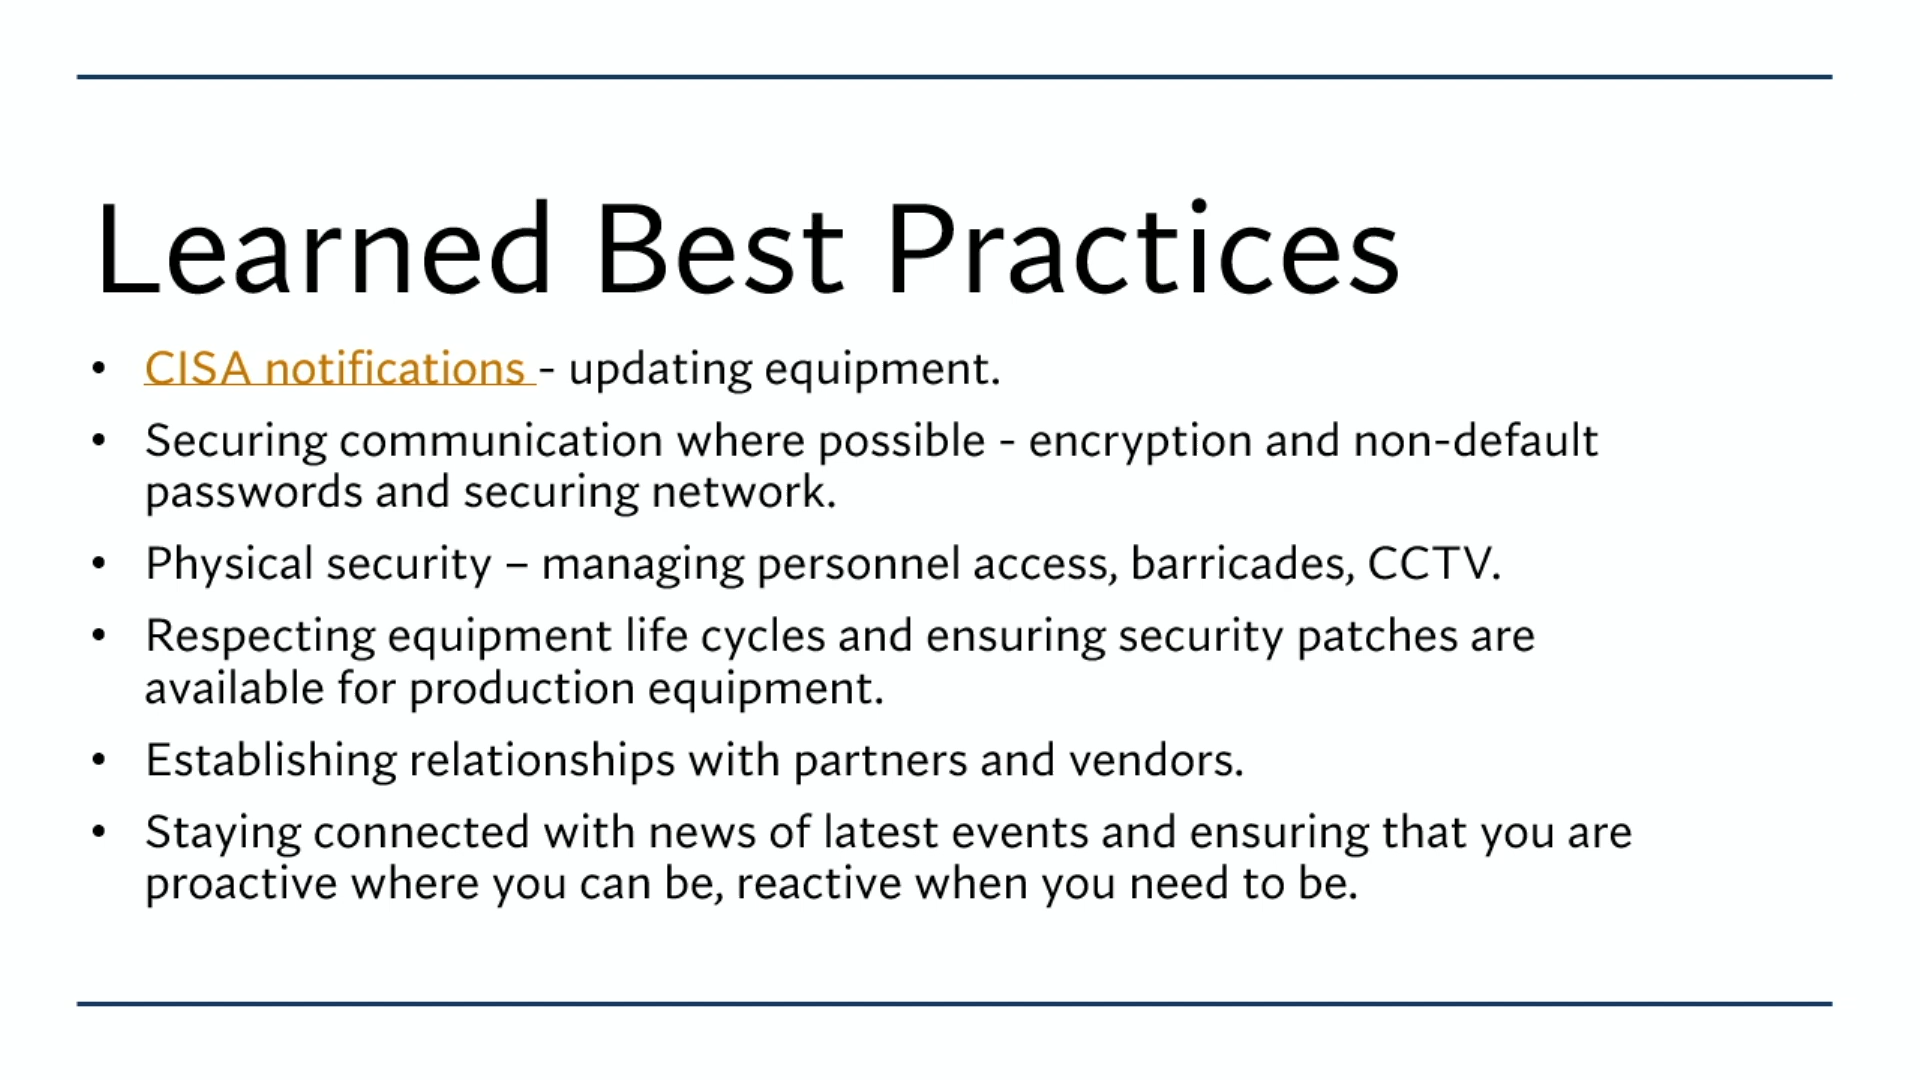 Learned Best Practices
• CISA notifications - updating equipment.
• Securing communication where possible - encryption and non-default
passwords and securing network.
• Physical security – managing personnel access, barricades, CCTV.
• Respecting equipment life cycles and ensuring security patches are
available for production equipment.
• Establishing relationships with partners and vendors.
• Staying connected with news of latest events and ensuring that you are
proactive where you can be, reactive when you need to be.